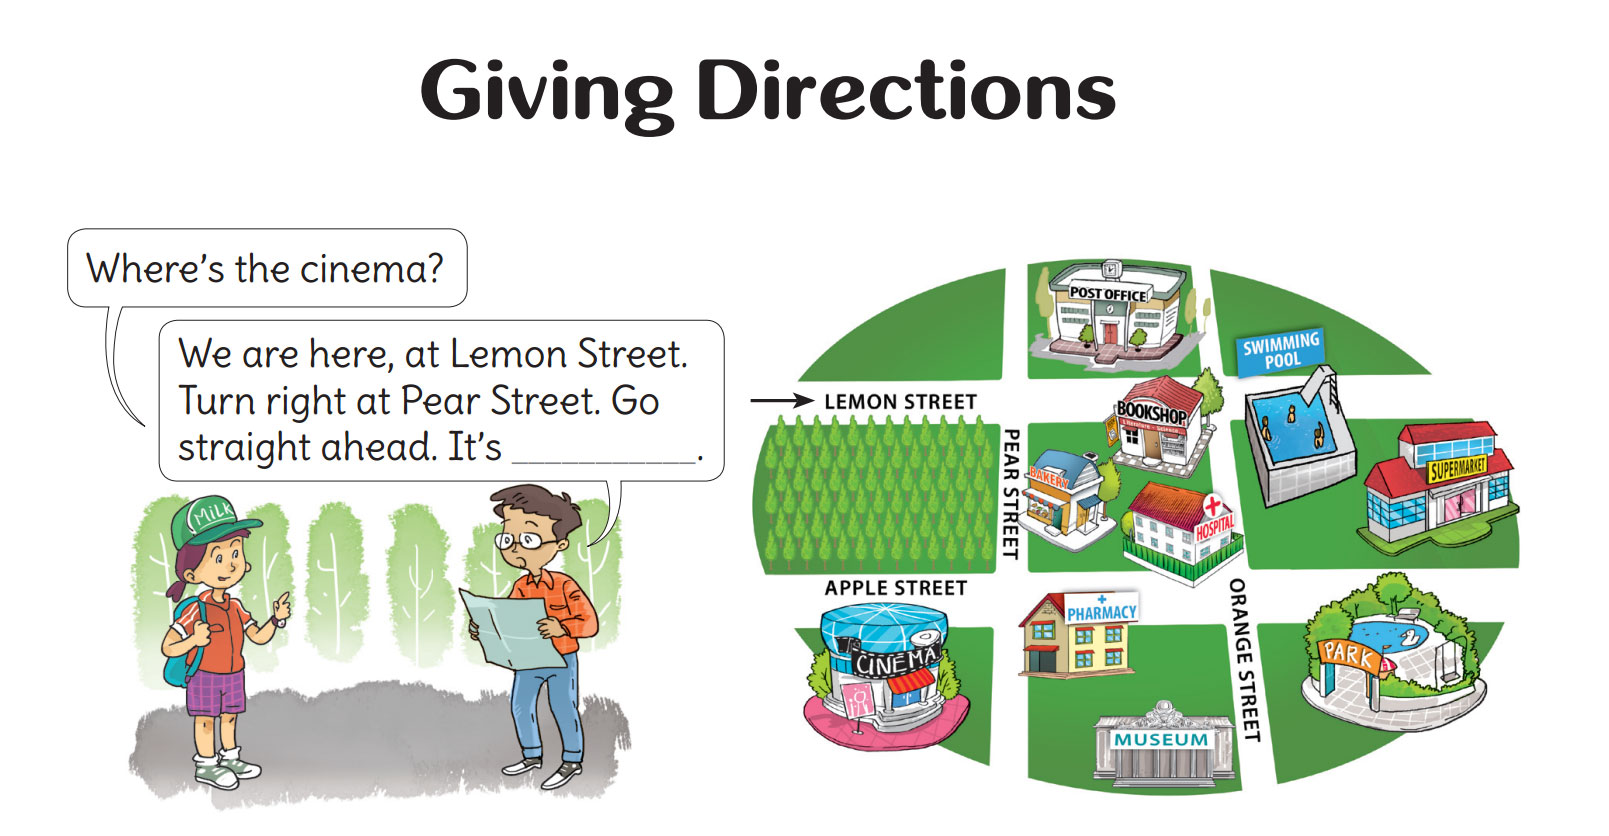 Giving Directions
Where's the cinema?
We are here, at Lemon Street.
Turn right at Pear Street. Go
straight ahead. It's ___________.
MiLK
POST OFFICE
SWIMMING
POOL
LEMON STREET
BOOKSHOP
PEAR STREET
BAKERY
SUPERMARKET
HOSPITAL
APPLE STREET
PHARMACY
ORANGE STREET
CINEMA
PARK
MUSEUM